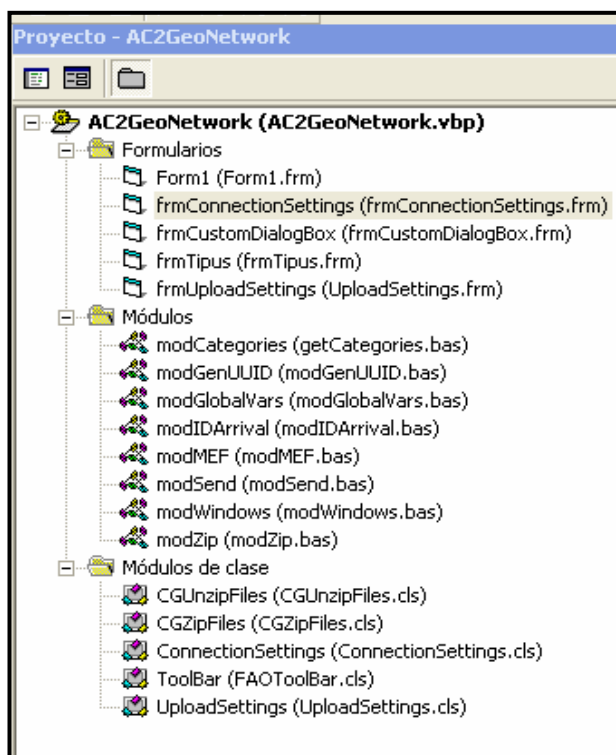 Proyecto - AC2GeoNetwork
AC2GeoNetwork (AC2GeoNetwork.vbp)
Formularios
Form1 (Form1.frm)
frmConnectionSettings (frmConnectionSettings.frm)
frmCustomDialogBox (frmCustomDialogBox.frm)
frmTipus (frmTipus.frm)
frmUploadSettings (UploadSettings.frm)
Módulos
modCategories (getCategories.bas)
modGenUUID (modGenUUID.bas)
modGlobalVars (modGlobalVars.bas)
modIDArrival (modIDArrival.bas)
modMEF (modMEF.bas)
modSend (modSend.bas)
modWindows (modWindows.bas)
modZip (modZip.bas)
Módulos de clase
CGUnzipFiles (CGUnzipFiles.cls)
CGZipFiles (CGZipFiles.cls)
ConnectionSettings (ConnectionSettings.cls)
ToolBar (FAOToolBar.cls)
UploadSettings (UploadSettings.cls)